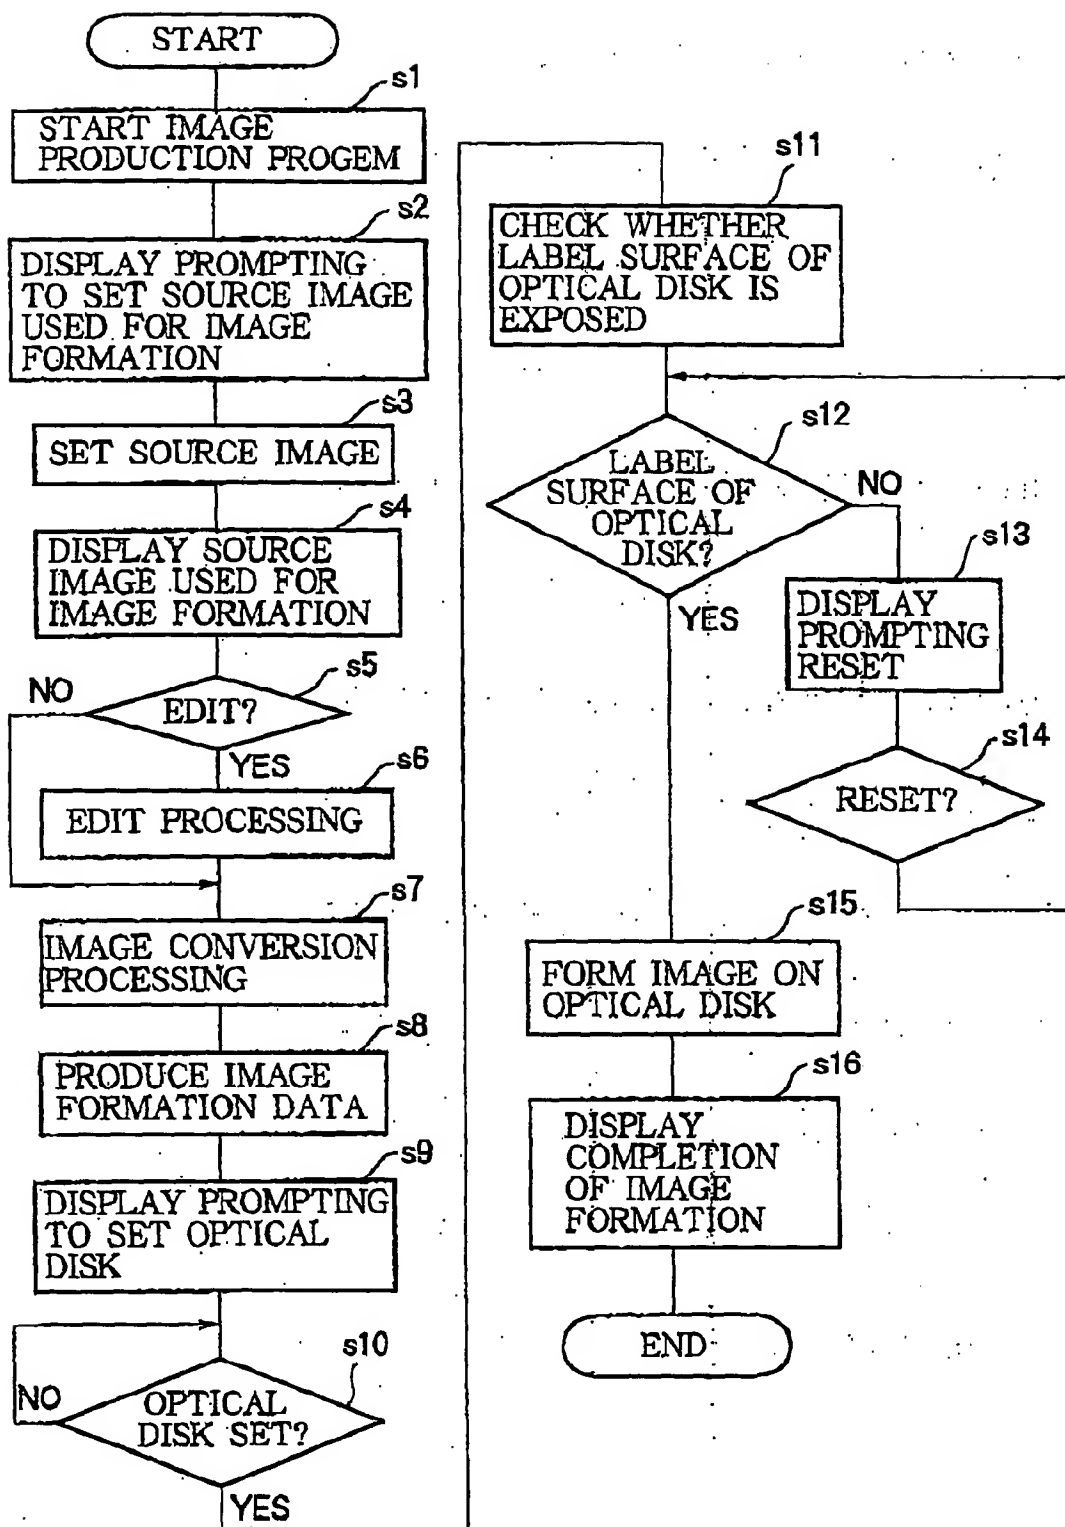 START
s1
START IMAGE
PRODUCTION PROGEM
s2
DISPLAY PROMPTING
TO SET SOURCE IMAGE
USED FOR IMAGE
FORMATION
s3
SET SOURCE IMAGE
s4
DISPLAY SOURCE
IMAGE USED FOR
IMAGE FORMATION
s5
NO
EDIT?
YES
s6
EDIT PROCESSING
s7
IMAGE CONVERSION
PROCESSING
s8
PRODUCE IMAGE
FORMATION DATA
s9
DISPLAY PROMPTING
TO SET OPTICAL
DISK
s10
NO
OPTICAL
DISK SET?
YES
s11
CHECK WHETHER
LABEL SURFACE OF
OPTICAL DISK IS
EXPOSED
s12
LABEL
SURFACE OF
OPTICAL
DISK?
NO
YES
s13
DISPLAY
PROMPTING
RESET
s14
RESET?
s15
FORM IMAGE ON
OPTICAL DISK
s16
DISPLAY
COMPLETION
OF IMAGE
FORMATION
END